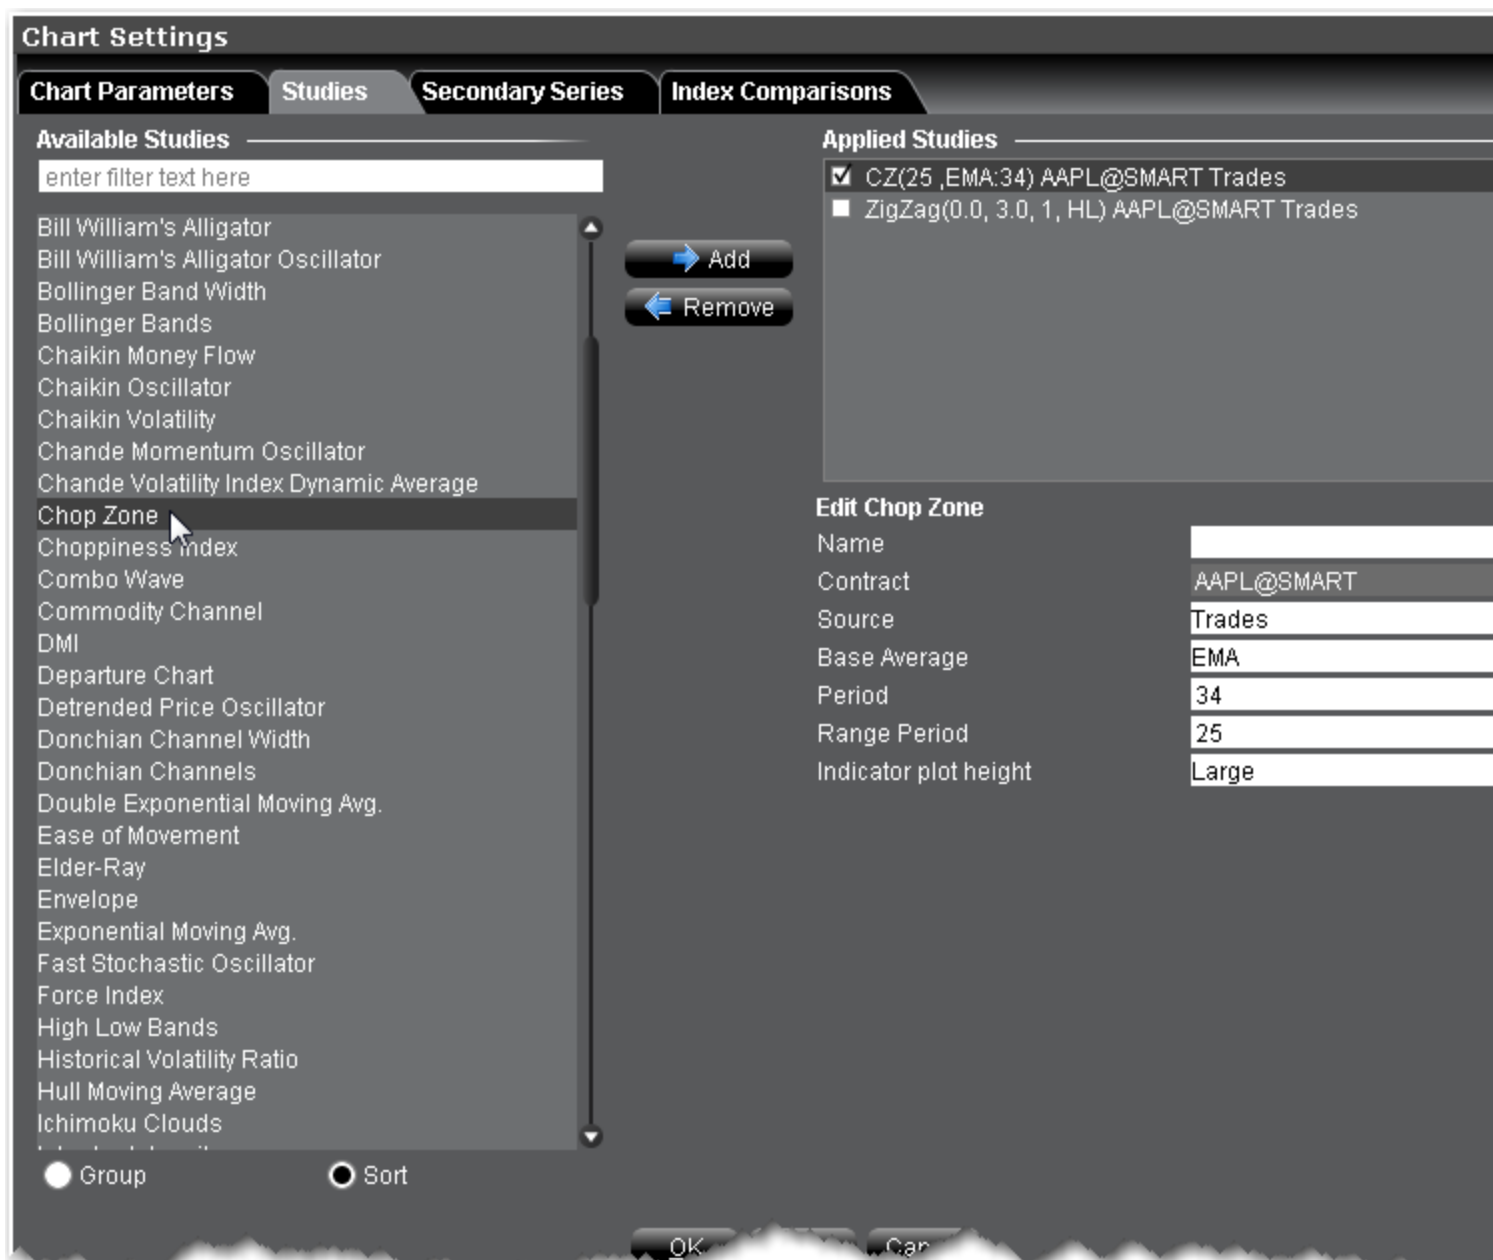 Chart Settings
Chart Parameters
Studies
Secondary Series
Index Comparisons
Available Studies
enter filter text here
Bill William's Alligator
Bill William's Alligator Oscillator
Bollinger Band Width
Bollinger Bands
Chaikin Money Flow
Chaikin Oscillator
Chaikin Volatility
Chande Momentum Oscillator
Chande Volatility Index Dynamic Average
Chop Zone
Choppiness Index
Combo Wave
Commodity Channel
DMI
Departure Chart
Detrended Price Oscillator
Donchian Channel Width
Donchian Channels
Double Exponential Moving Avg.
Ease of Movement
Elder-Ray
Envelope
Exponential Moving Avg.
Fast Stochastic Oscillator
Force Index
High Low Bands
Historical Volatility Ratio
Hull Moving Average
Ichimoku Clouds
Group
Sort
Add
Remove
Applied Studies
CZ(25 ,EMA:34) AAPL@SMART Trades
ZigZag(0.0, 3.0, 1, HL) AAPL@SMART Trades
Edit Chop Zone
Name
Contract AAPL@SMART
Source Trades
Base Average EMA
Period 34
Range Period 25
Indicator plot height Large
OK